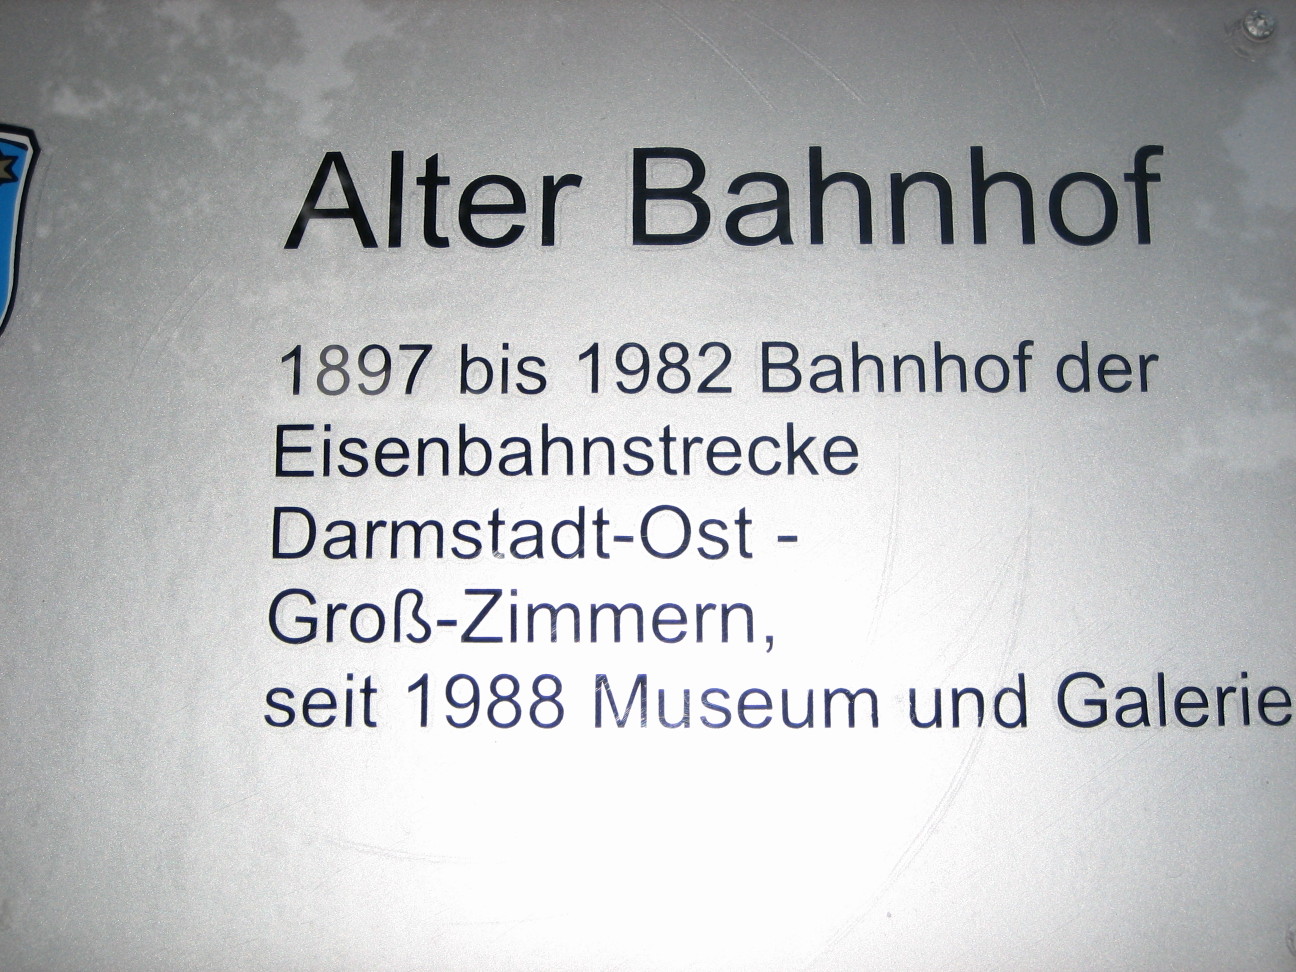 Alter Bahnhof
1897 bis 1982 Bahnhof der
Eisenbahnstrecke
Darmstadt-Ost -
Groß-Zimmern,
seit 1988 Museum und Galerie